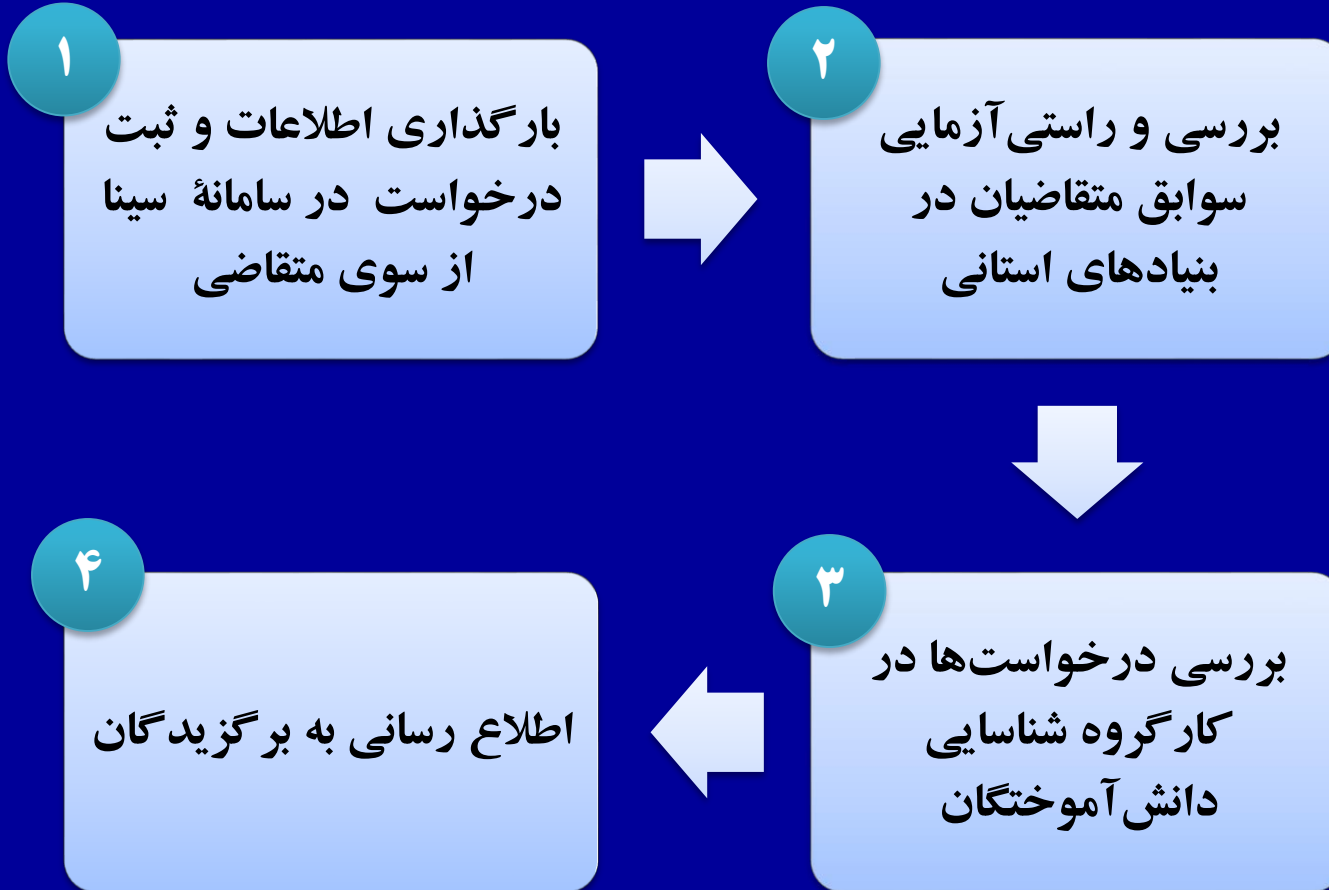 ۱
بارگذاری اطلاعات و ثبت
درخواست در سامانهٔ سینا
از سوی متقاضی
۲
بررسی و راستی‌آزمایی
سوابق متقاضیان در
بنیادهای استانی
۳
بررسی درخواست‌ها در
کارگروه شناسایی
دانش‌آموختگان
۴
اطلاع رسانی به برگزیدگان